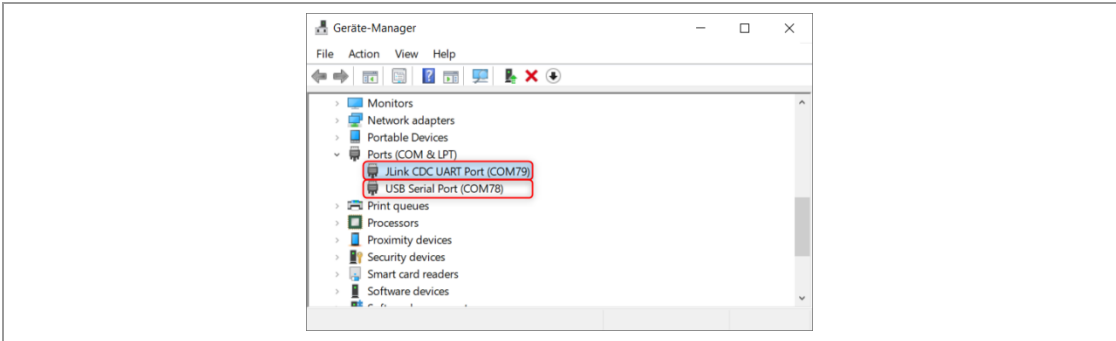 Geräte-Manager
File Action View Help
Monitors
Network adapters
Portable Devices
Ports (COM & LPT)
JLink CDC UART Port (COM79)
USB Serial Port (COM78)
Print queues
Processors
Proximity devices
Security devices
Smart card readers
Software devices